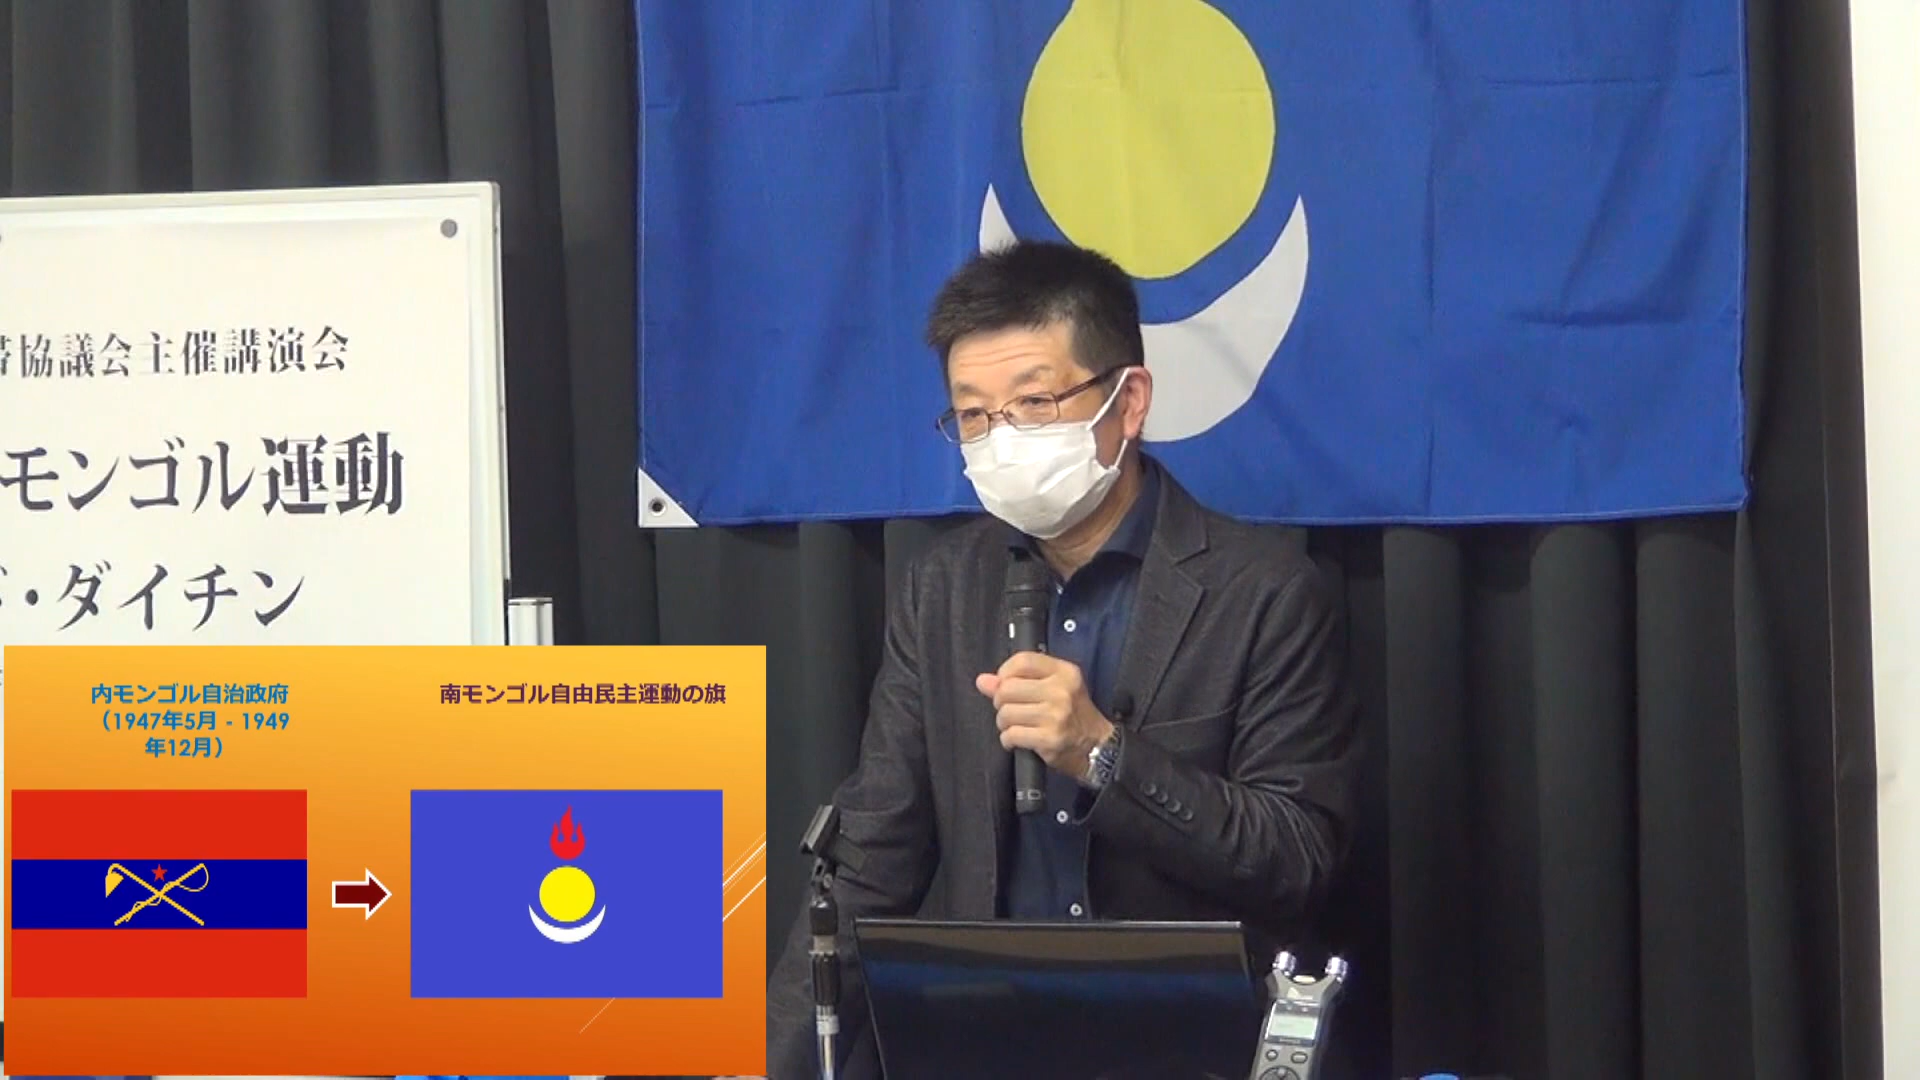 協議会主催講演会
モンゴル運動
・ダイチン
内モンゴル自治政府
（1947年5月 - 1949
年12月）
南モンゴル自由民主運動の旗